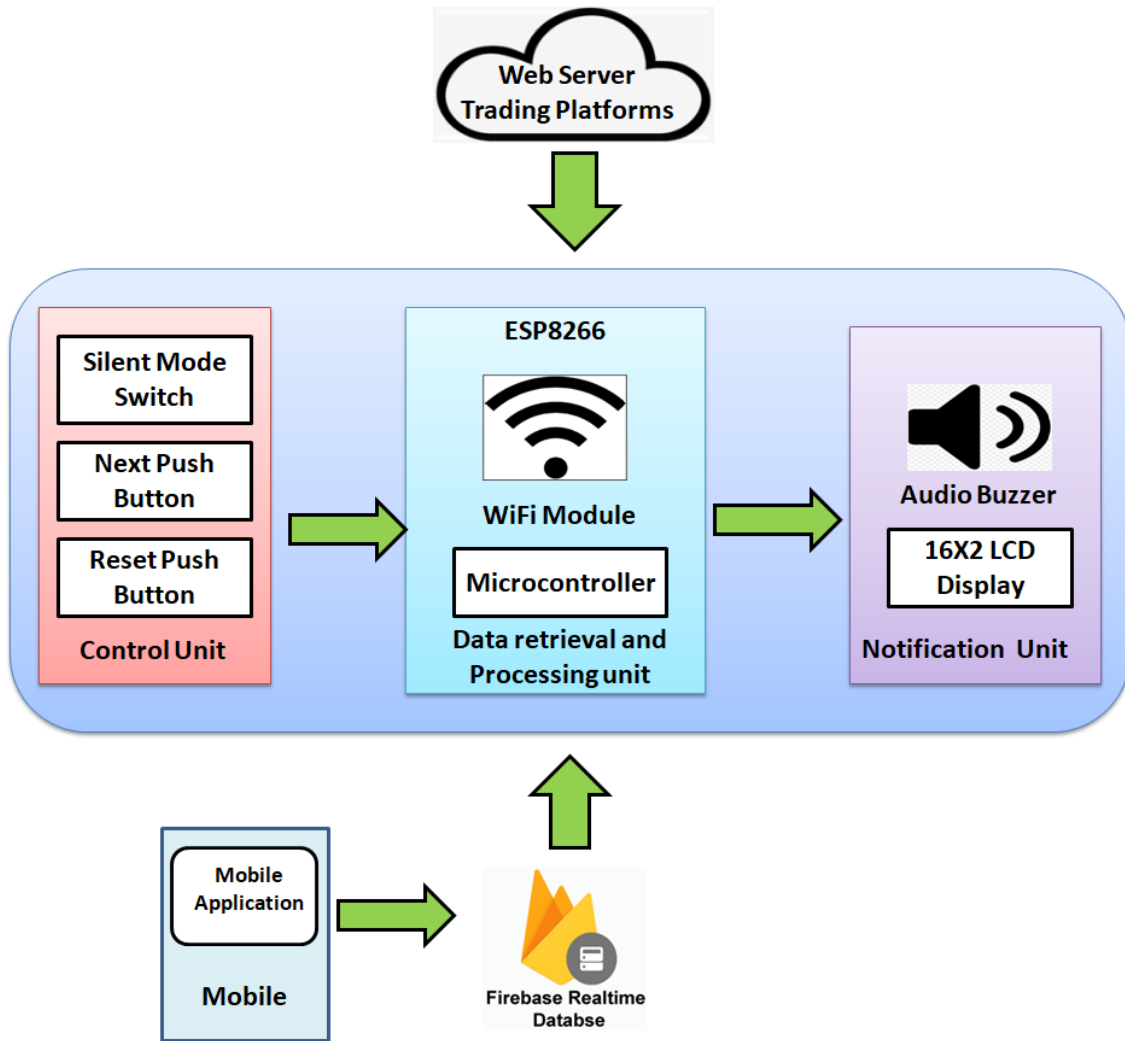 Web Server
Trading Platforms
Silent Mode
Switch
Next Push
Button
Reset Push
Button
Control Unit
ESP8266
WiFi Module
Microcontroller
Data retrieval and
Processing unit
Audio Buzzer
16X2 LCD
Display
Notification Unit
Mobile
Application
Mobile
Firebase Realtime
Databse